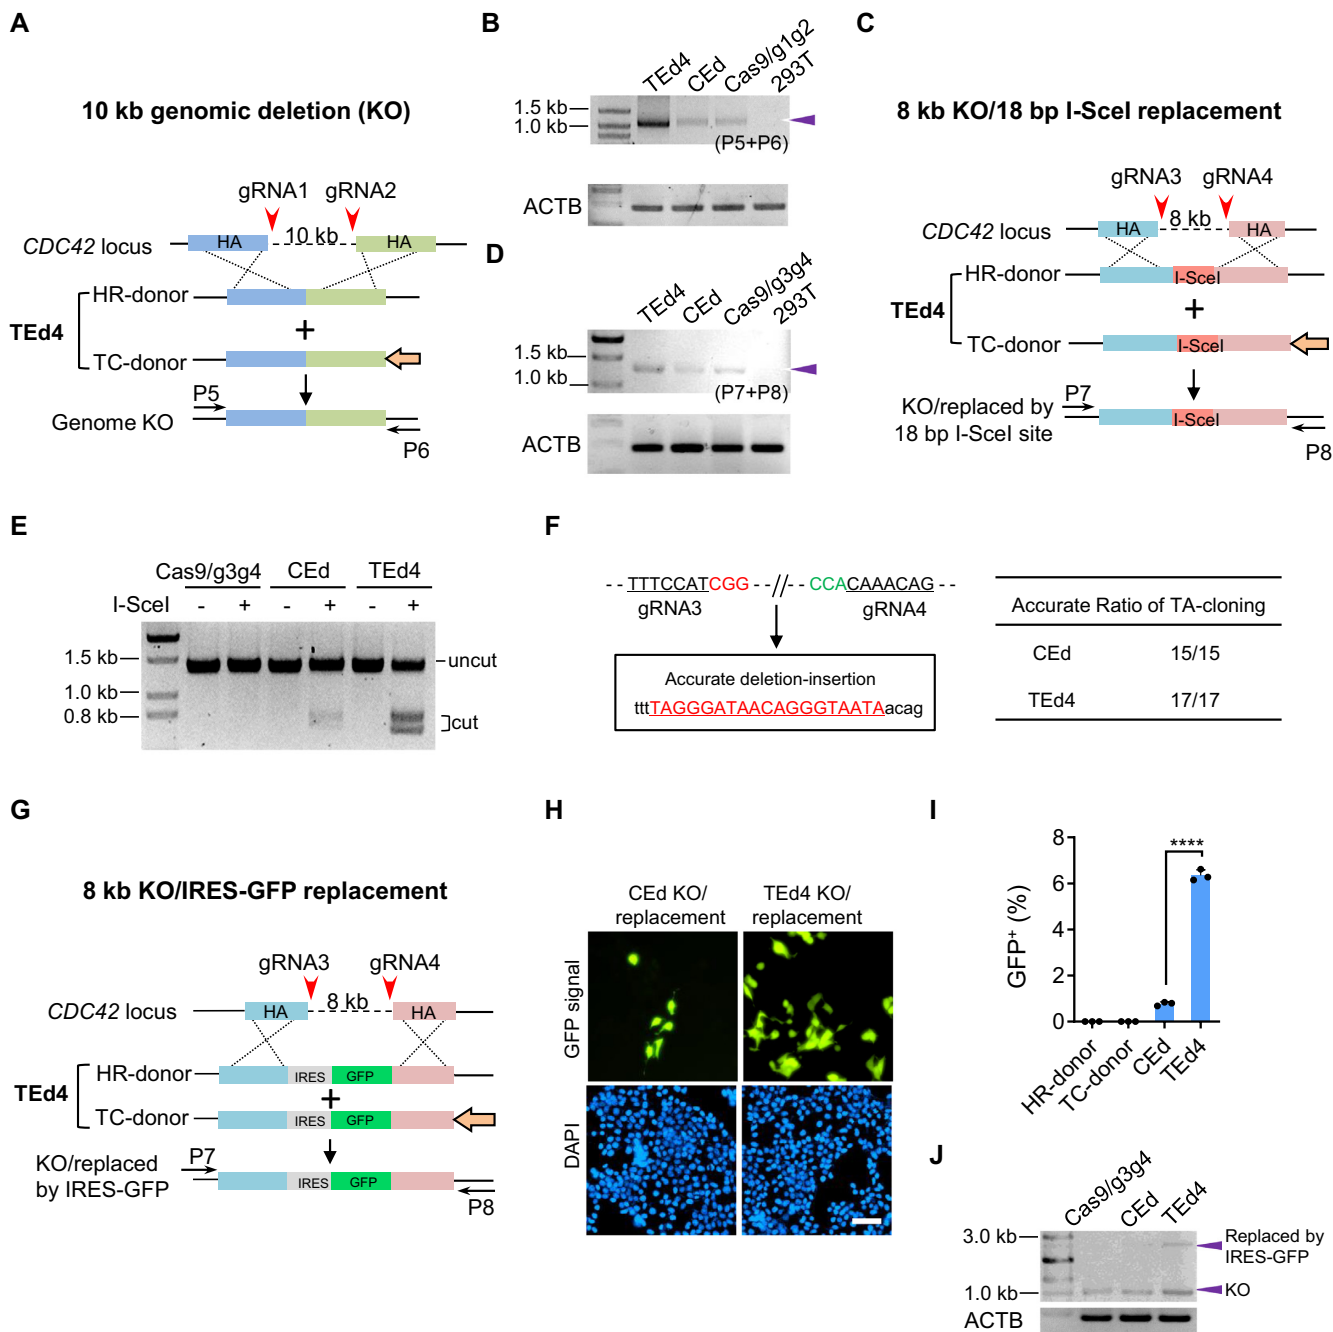 A
10 kb genomic deletion (KO)
gRNA1
gRNA2
CDC42 locus
HA
10 kb
HA
HR-donor
TEd4
+
TC-donor
P5
Genome KO
P6
B
TEd4
CEd
Cas9/g1g2
293T
1.5 kb
1.0 kb
(P5+P6)
ACTB
D
TEd4
CEd
Cas9/g3g4
293T
1.5 kb
1.0 kb
(P7+P8)
ACTB
C
8 kb KO/18 bp I-SceI replacement
gRNA3
gRNA4
CDC42 locus
HA
8 kb
HA
HR-donor
I-SceI
TEd4
+
TC-donor
I-SceI
P7
KO/replaced by
18 bp I-SceI site
I-SceI
P8
E
Cas9/g3g4
CEd
TEd4
I-SceI
- + - + - +
1.5 kb
uncut
1.0 kb
0.8 kb
cut
F
- - TTTCCATCGG - -//- - CCACAAACAG - -
gRNA3
gRNA4
Accurate deletion-insertion
tttTAGGGATAACAGGGTAATAacag
Accurate Ratio of TA-cloning
CEd 15/15
TEd4 17/17
G
8 kb KO/IRES-GFP replacement
gRNA3
gRNA4
CDC42 locus
HA
8 kb
HA
HR-donor
IRES
GFP
TEd4
+
TC-donor
IRES
GFP
P7
KO/replaced
by IRES-GFP
IRES
GFP
P8
H
CEd KO/
replacement
TEd4 KO/
replacement
GFP signal
DAPI
I
GFP⁺ (%)
8
6
4
2
0
****
HR-donor
TC-donor
CEd
TEd4
J
Cas9/g3g4
CEd
TEd4
3.0 kb
Replaced by
IRES-GFP
1.0 kb
KO
ACTB